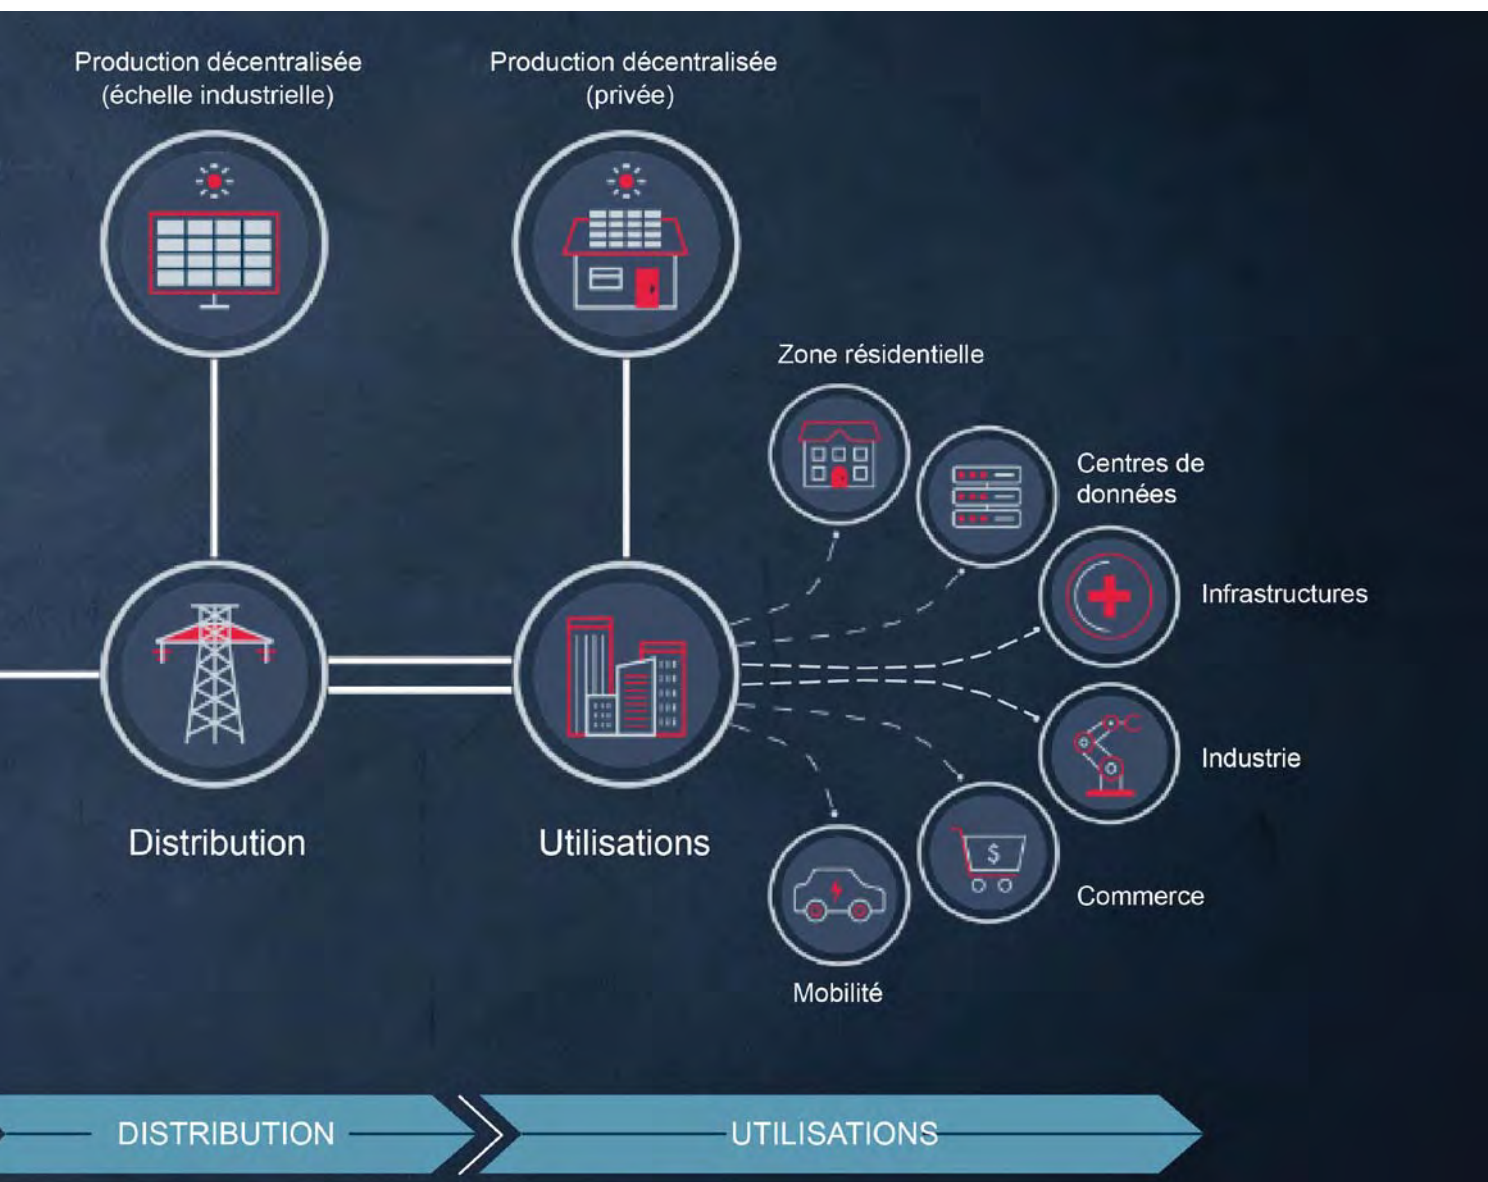 Production décentralisée
(échelle industrielle)
Production décentralisée
(privée)
Zone résidentielle
Centres de
données
Infrastructures
Industrie
Commerce
Mobilité
Distribution
Utilisations
$
DISTRIBUTION
UTILISATIONS